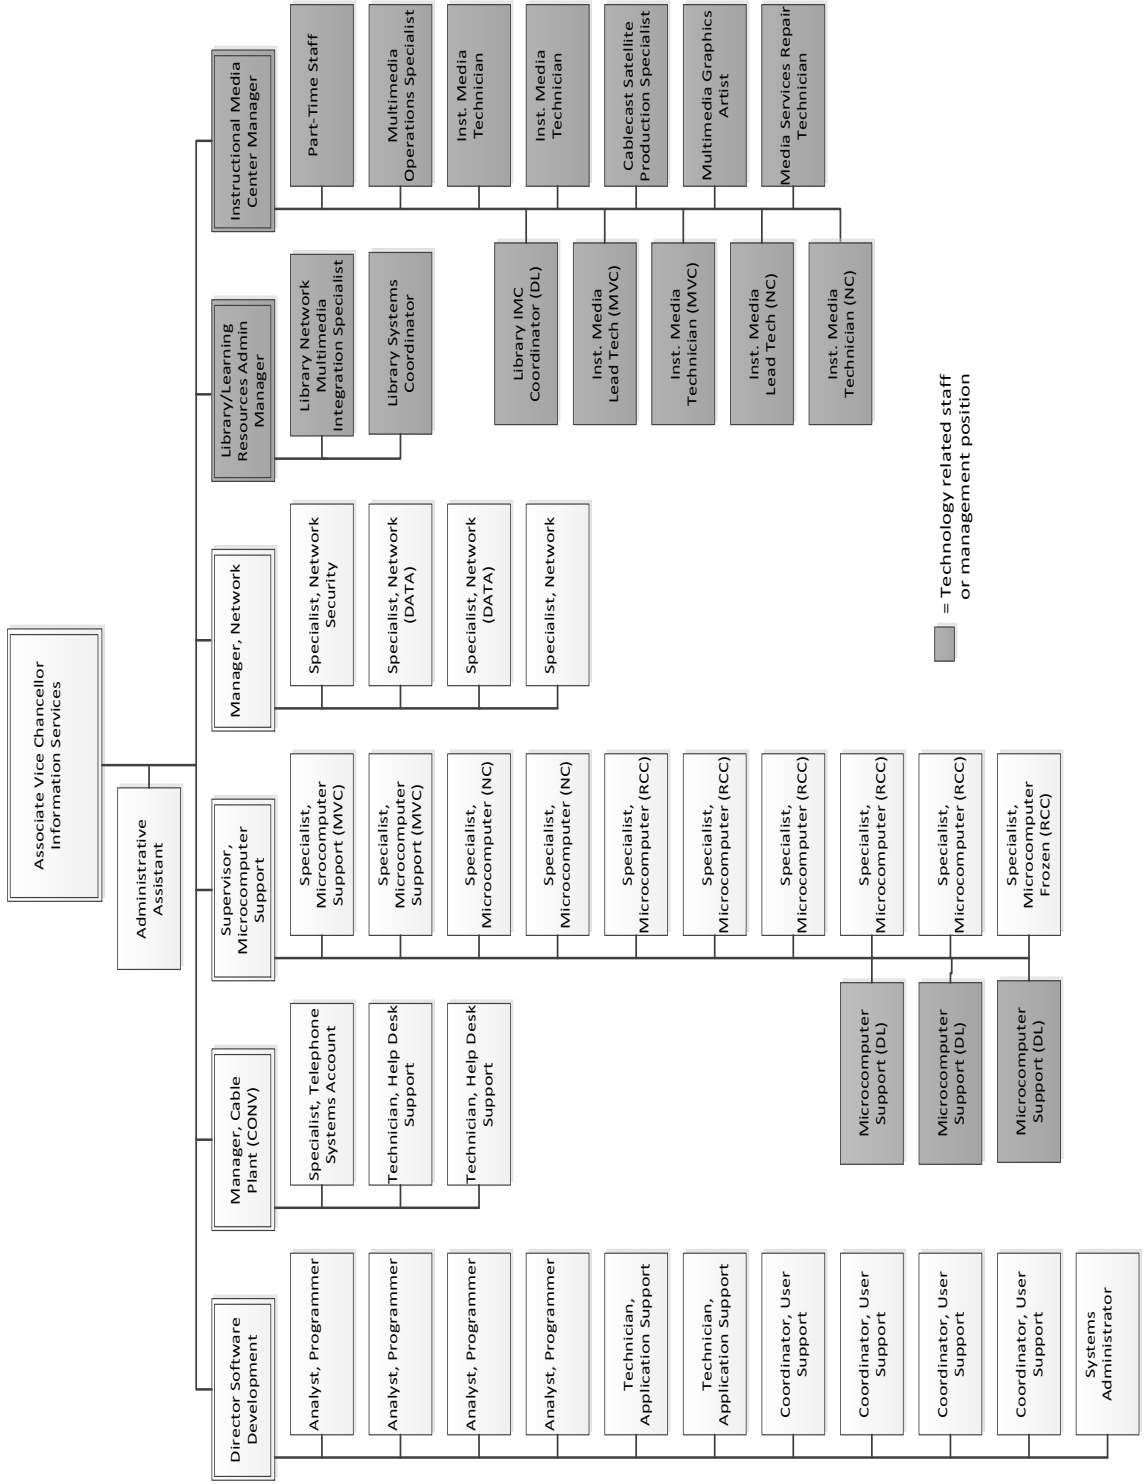 Associate Vice Chancellor
Information Services
Administrative
Assistant
Director Software
Development
Analyst, Programmer
Analyst, Programmer
Analyst, Programmer
Analyst, Programmer
Technician,
Application Support
Technician,
Application Support
Coordinator, User
Support
Coordinator, User
Support
Coordinator, User
Support
Coordinator, User
Support
Systems
Administrator
Manager, Cable
Plant (CONV)
Specialist, Telephone
Systems Account
Technician, Help Desk
Support
Technician, Help Desk
Support
Supervisor,
Microcomputer
Support
Specialist,
Microcomputer
Support (MVC)
Specialist,
Microcomputer
Support (MVC)
Specialist,
Microcomputer (NC)
Specialist,
Microcomputer (NC)
Specialist,
Microcomputer (RCC)
Specialist,
Microcomputer (RCC)
Specialist,
Microcomputer (RCC)
Specialist,
Microcomputer (RCC)
Specialist,
Microcomputer (RCC)
Specialist,
Microcomputer
Frozen (RCC)
Microcomputer
Support (DL)
Microcomputer
Support (DL)
Microcomputer
Support (DL)
Manager, Network
Specialist, Network
Security
Specialist, Network
(DATA)
Specialist, Network
(DATA)
Specialist, Network
Library/Learning
Resources Admin
Manager
Library Network
Multimedia
Integration Specialist
Library Systems
Coordinator
Instructional Media
Center Manager
Part-Time Staff
Multimedia
Operations Specialist
Inst. Media
Technician
Inst. Media
Technician
Cablecast Satellite
Production Specialist
Multimedia Graphics
Artist
Media Services Repair
Technician
Library IMC
Coordinator (DL)
Inst. Media
Lead Tech (MVC)
Inst. Media
Technician (MVC)
Inst. Media
Lead Tech (NC)
Inst. Media
Technician (NC)
= Technology related staff
or management position